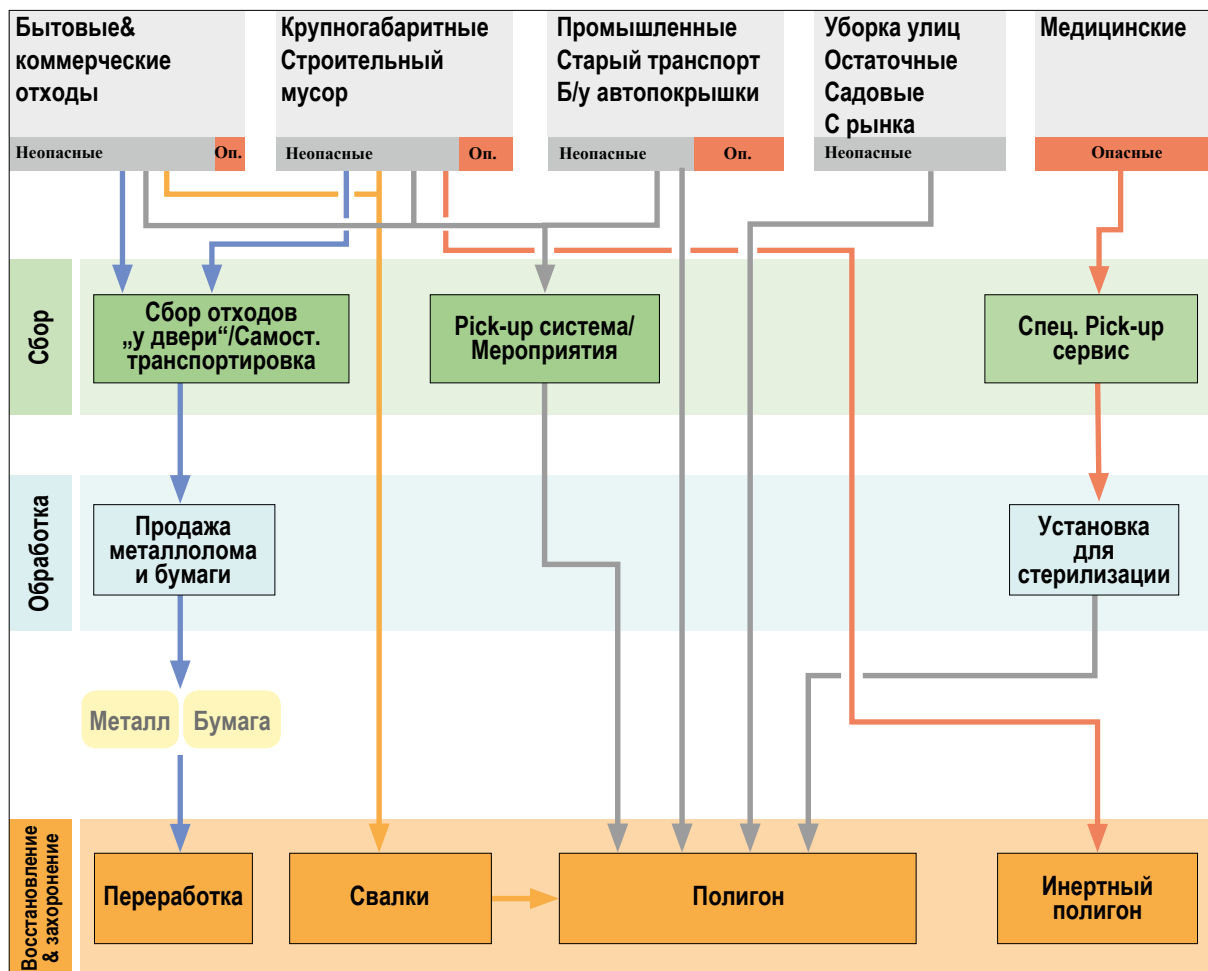 Бытовые&
коммерческие
отходы
Крупногабаритные
Строительный
мусор
Промышленные
Старый транспорт
Б/у автопокрышки
Уборка улиц
Остаточные
Садовые
С рынка
Медицинские
Неопасные
Оп.
Неопасные
Оп.
Неопасные
Оп.
Неопасные
Опасные
Сбор
Сбор отходов
„у двери“/Самост.
транспортировка
Pick-up система/
Мероприятия
Спец. Pick-up
сервис
Обработка
Продажа
металлолома
и бумаги
Установка
для
стерилизации
Металл
Бумага
Восстановление
& захоронение
Переработка
Свалки
Полигон
Инертный
полигон